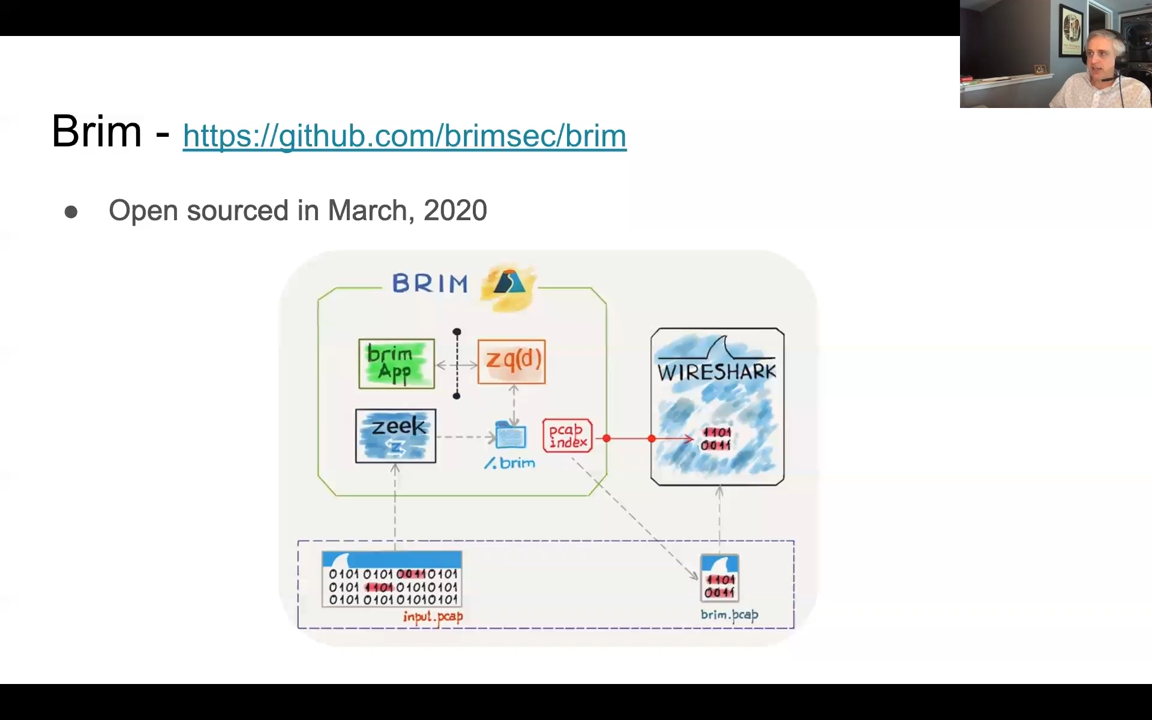 Brim - https://github.com/brimsec/brim
● Open sourced in March, 2020
BRIM
brim
App
zq(d)
zeek
z
/.brim
pcap
index
WIRESHARK
1101
0011
0101 0101 0011 0101
0101 1101 0101 0101
0101 0101 0101 0101
input.pcap
1101
0011
brim.pcap